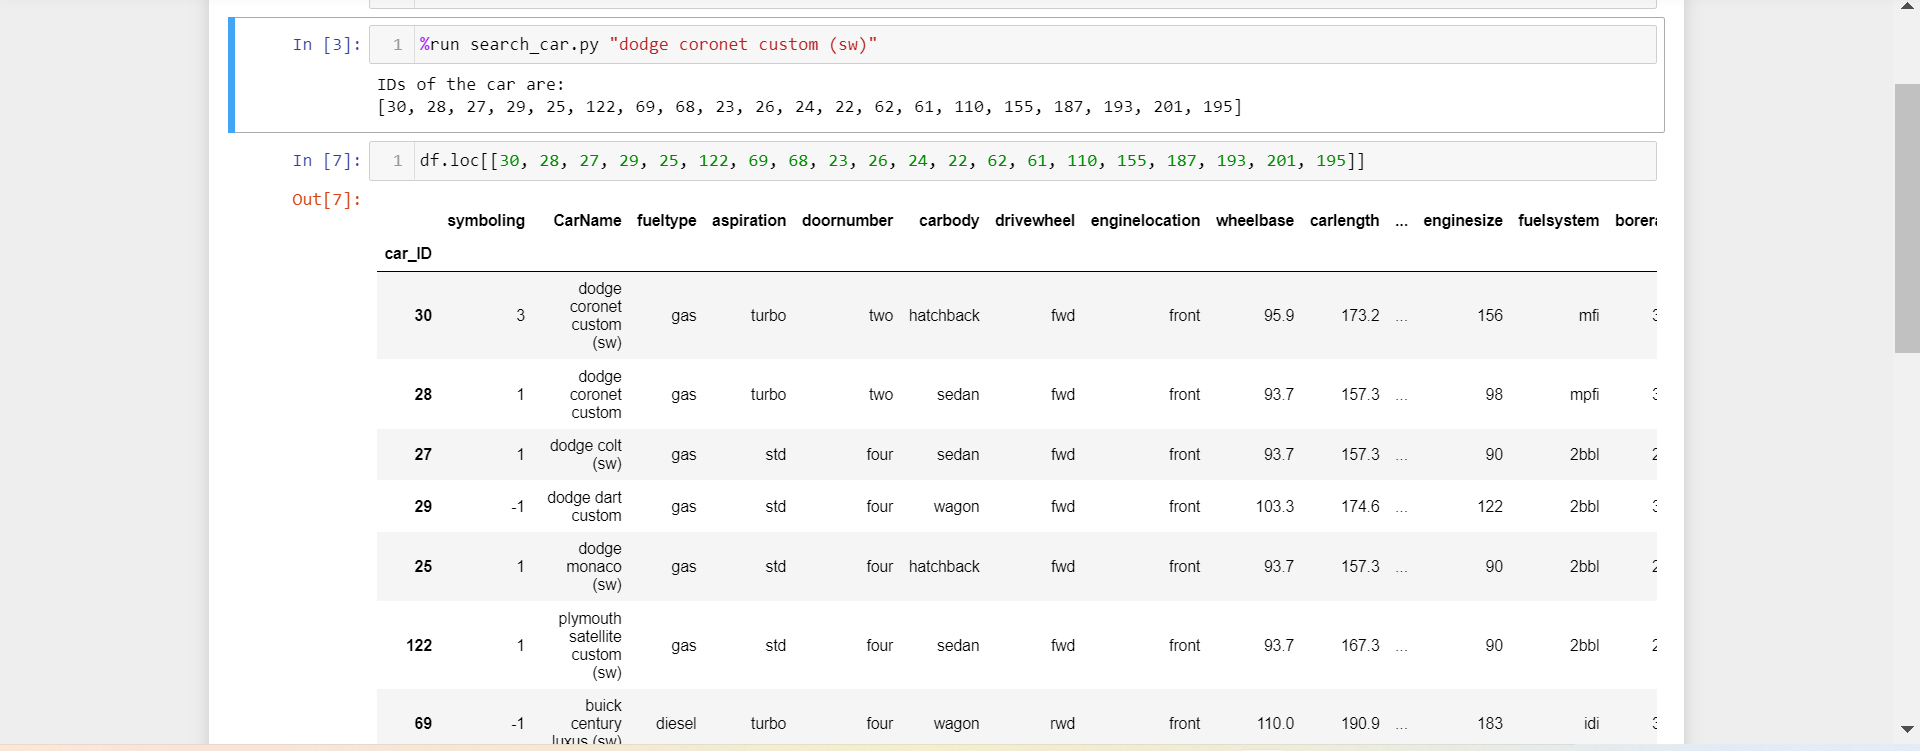 In [3]: 1 %run search_car.py "dodge coronet custom (sw)"
IDs of the car are:
[30, 28, 27, 29, 25, 122, 69, 68, 23, 26, 24, 22, 62, 61, 110, 155, 187, 193, 201, 195]
In [7]: 1 df.loc[[30, 28, 27, 29, 25, 122, 69, 68, 23, 26, 24, 22, 62, 61, 110, 155, 187, 193, 201, 195]]
Out[7]:
symboling CarName fueltype aspiration doornumber carbody drivewheel enginelocation wheelbase carlength ... enginesize fuelsystem
car_ID
30 3 dodge coronet custom (sw) gas turbo two hatchback fwd front 95.9 173.2 ... 156 mfi
28 1 dodge coronet custom gas turbo two sedan fwd front 93.7 157.3 ... 98 mpfi
27 1 dodge colt (sw) gas std four sedan fwd front 93.7 157.3 ... 90 2bbl
29 -1 dodge dart custom gas std four wagon fwd front 103.3 174.6 ... 122 2bbl
25 1 dodge monaco (sw) gas std four hatchback fwd front 93.7 157.3 ... 90 2bbl
122 1 plymouth satellite custom (sw) gas std four sedan fwd front 93.7 167.3 ... 90 2bbl
69 -1 buick century luxus (sw) diesel turbo four wagon rwd front 110.0 190.9 ... 183 idi